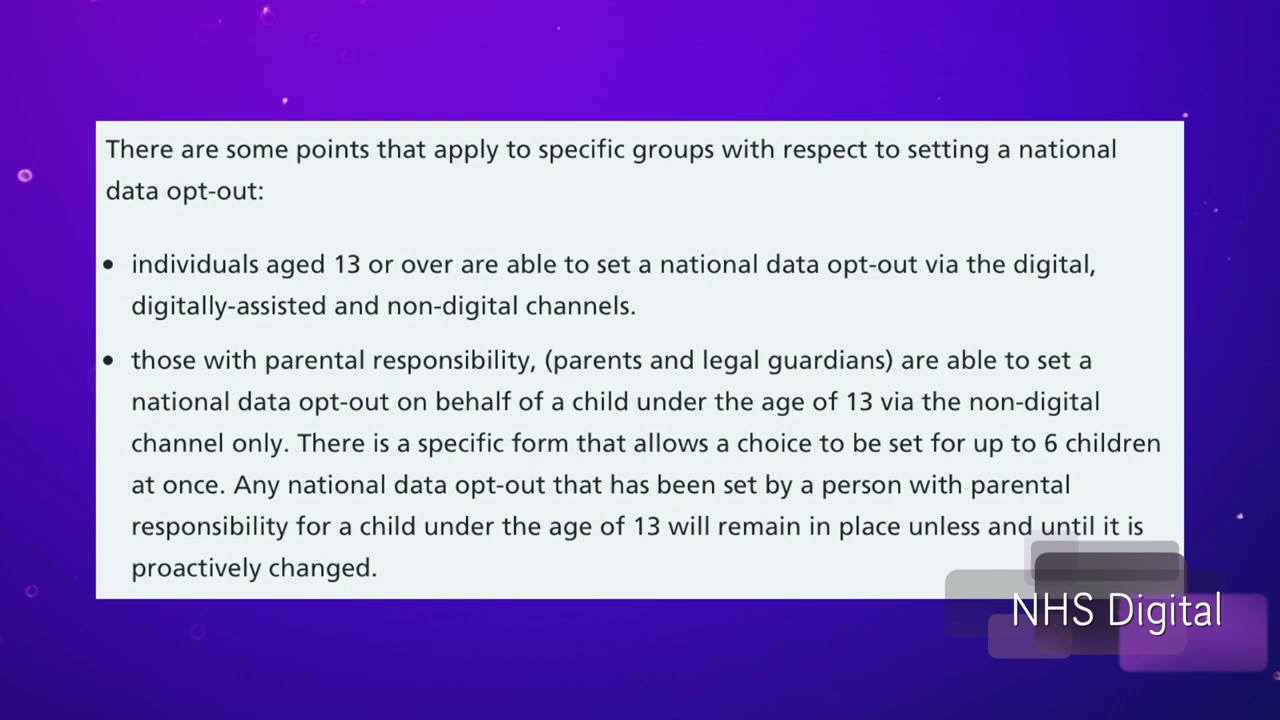 There are some points that apply to specific groups with respect to setting a national
data opt-out:
• individuals aged 13 or over are able to set a national data opt-out via the digital,
digitally-assisted and non-digital channels.
• those with parental responsibility, (parents and legal guardians) are able to set a
national data opt-out on behalf of a child under the age of 13 via the non-digital
channel only. There is a specific form that allows a choice to be set for up to 6 children
at once. Any national data opt-out that has been set by a person with parental
responsibility for a child under the age of 13 will remain in place unless and until it is
proactively changed.
NHS Digital